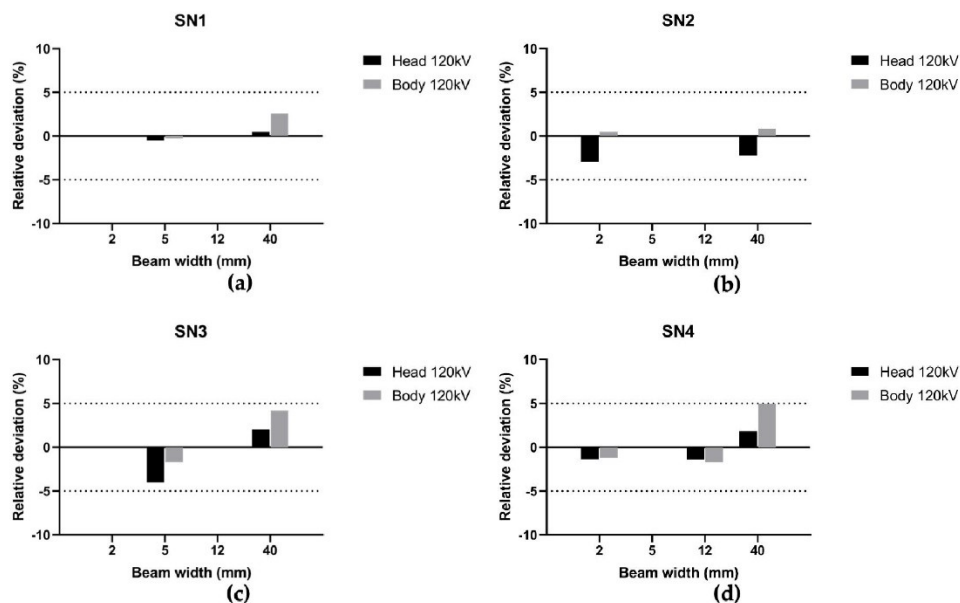 SN1
Relative deviation (%)
10
5
0
-5
-10
2 5 12 40
Beam width (mm)
Head 120kV
Body 120kV
(a)
SN2
Relative deviation (%)
10
5
0
-5
-10
2 5 12 40
Beam width (mm)
Head 120kV
Body 120kV
(b)
SN3
Relative deviation (%)
10
5
0
-5
-10
2 5 12 40
Beam width (mm)
Head 120kV
Body 120kV
(c)
SN4
Relative deviation (%)
10
5
0
-5
-10
2 5 12 40
Beam width (mm)
Head 120kV
Body 120kV
(d)